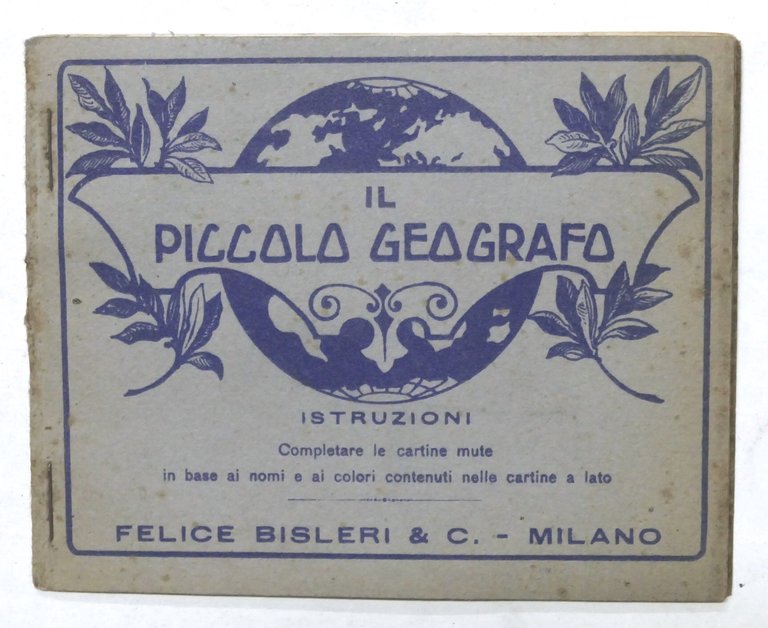 IL
PICCOLO GEOGRAFO
ISTRUZIONI
Completare le cartine mute
in base ai nomi e ai colori contenuti nelle cartine a lato
FELICE BISLERI & C. - MILANO